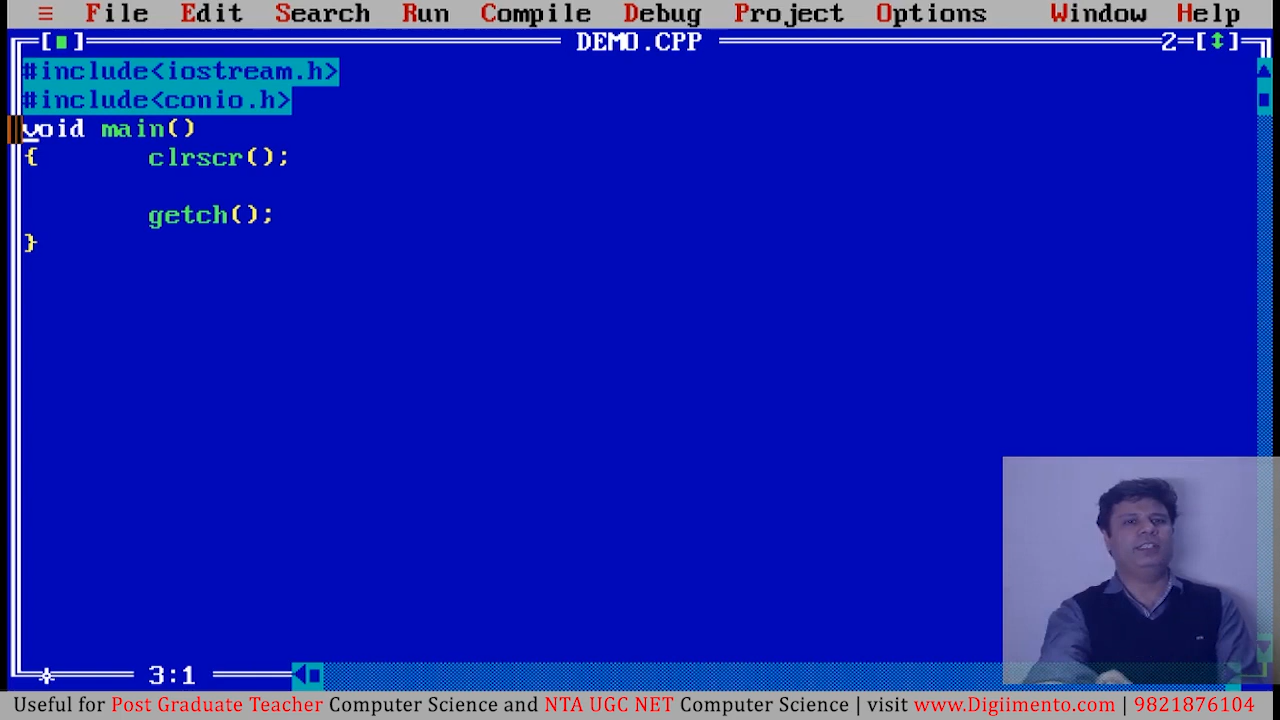 ≡ File Edit Search Run Compile Debug Project Options Window Help
[■] DEMO.CPP 2=[↕]
#include<iostream.h>
#include<conio.h>
void main()
{ clrscr();
getch();
}
3:1
Useful for Post Graduate Teacher Computer Science and NTA UGC NET Computer Science | visit www.Digiimento.com | 9821876104